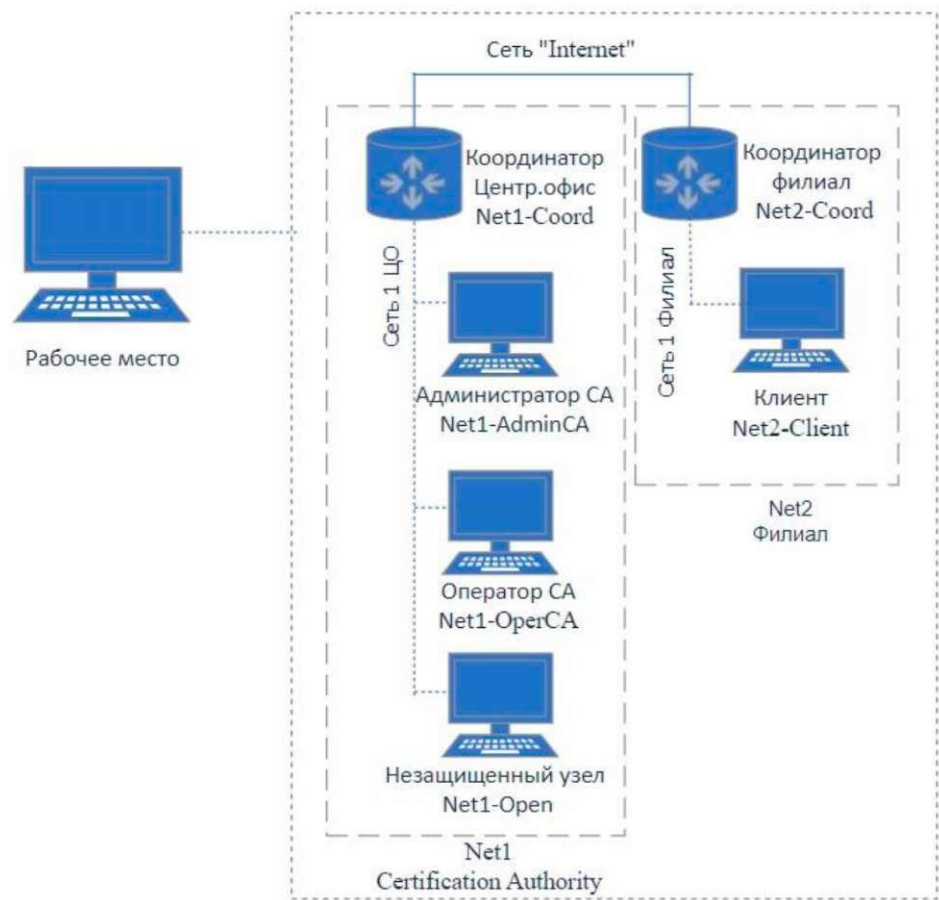 Сеть "Internet"
Координатор
Центр.офис
Net1-Coord
Координатор
филиал
Net2-Coord
Сеть 1 ЦО
Сеть 1 Филиал
Рабочее место
Администратор CA
Net1-AdminCA
Клиент
Net2-Client
Net2
Филиал
Оператор CA
Net1-OperCA
Незащищенный узел
Net1-Open
Net1
Certification Authority